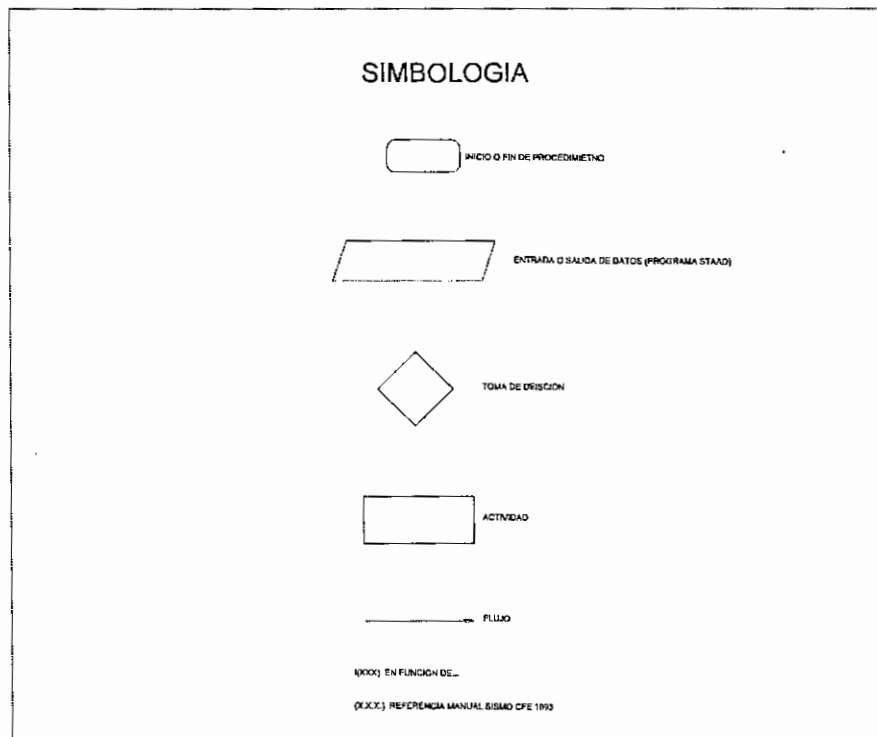 SIMBOLOGIA
INICIO O FIN DE PROCEDIMIETNO
ENTRADA O SALIDA DE DATOS (PROGRAMA STAAD)
TOMA DE DEISCIÓN
ACTIVIDAD
FLUJO
f(XXX) EN FUNCION DE...
(X.X.X.) REFERENCIA MANUAL SISMO CFE 1993